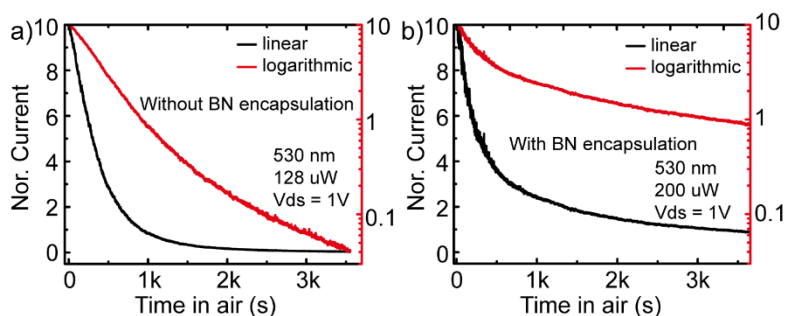 a)
10
8
6
4
2
0
Nor. Current
linear
logarithmic
Without BN encapsulation
530 nm
128 uW
Vds = 1V
10
1
0.1
0
1k
2k
3k
Time in air (s)
b)
10
8
6
4
2
0
Nor. Current
linear
logarithmic
With BN encapsulation
530 nm
200 uW
Vds = 1V
10
1
0.1
0
1k
2k
3k
Time in air (s)